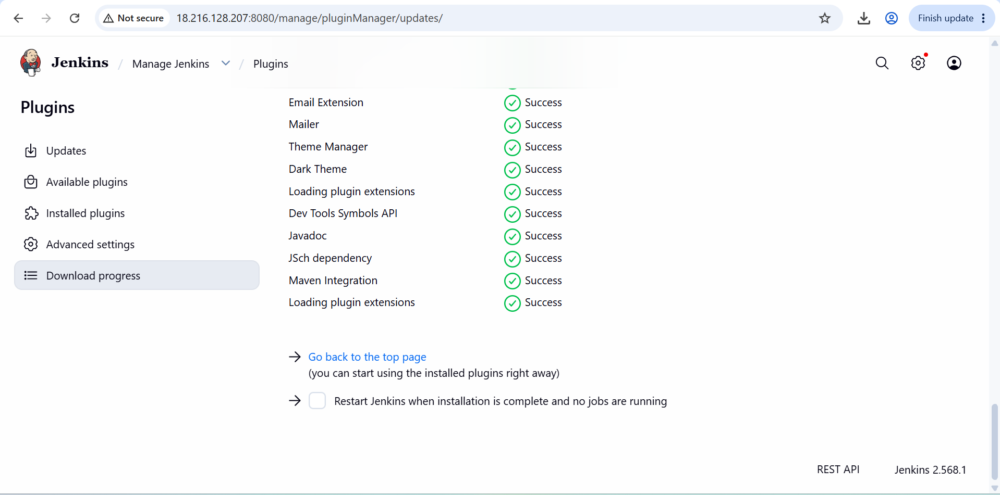 Not secure 18.216.128.207:8080/manage/pluginManager/updates/ Finish update
Jenkins / Manage Jenkins / Plugins
Plugins
Updates
Available plugins
Installed plugins
Advanced settings
Download progress
Email Extension Success
Mailer Success
Theme Manager Success
Dark Theme Success
Loading plugin extensions Success
Dev Tools Symbols API Success
Javadoc Success
JSch dependency Success
Maven Integration Success
Loading plugin extensions Success
Go back to the top page
(you can start using the installed plugins right away)
Restart Jenkins when installation is complete and no jobs are running
REST API Jenkins 2.568.1